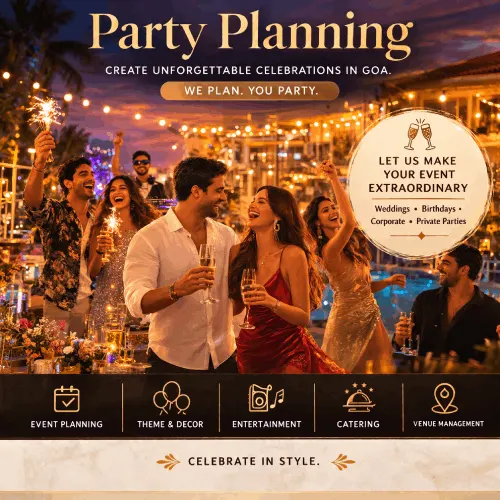 Party Planning
CREATE UNFORGETTABLE CELEBRATIONS IN GOA.
WE PLAN. YOU PARTY.
LET US MAKE
YOUR EVENT
EXTRAORDINARY
Weddings • Birthdays •
Corporate • Private Parties
EVENT PLANNING
THEME & DECOR
ENTERTAINMENT
CATERING
VENUE MANAGEMENT
CELEBRATE IN STYLE.